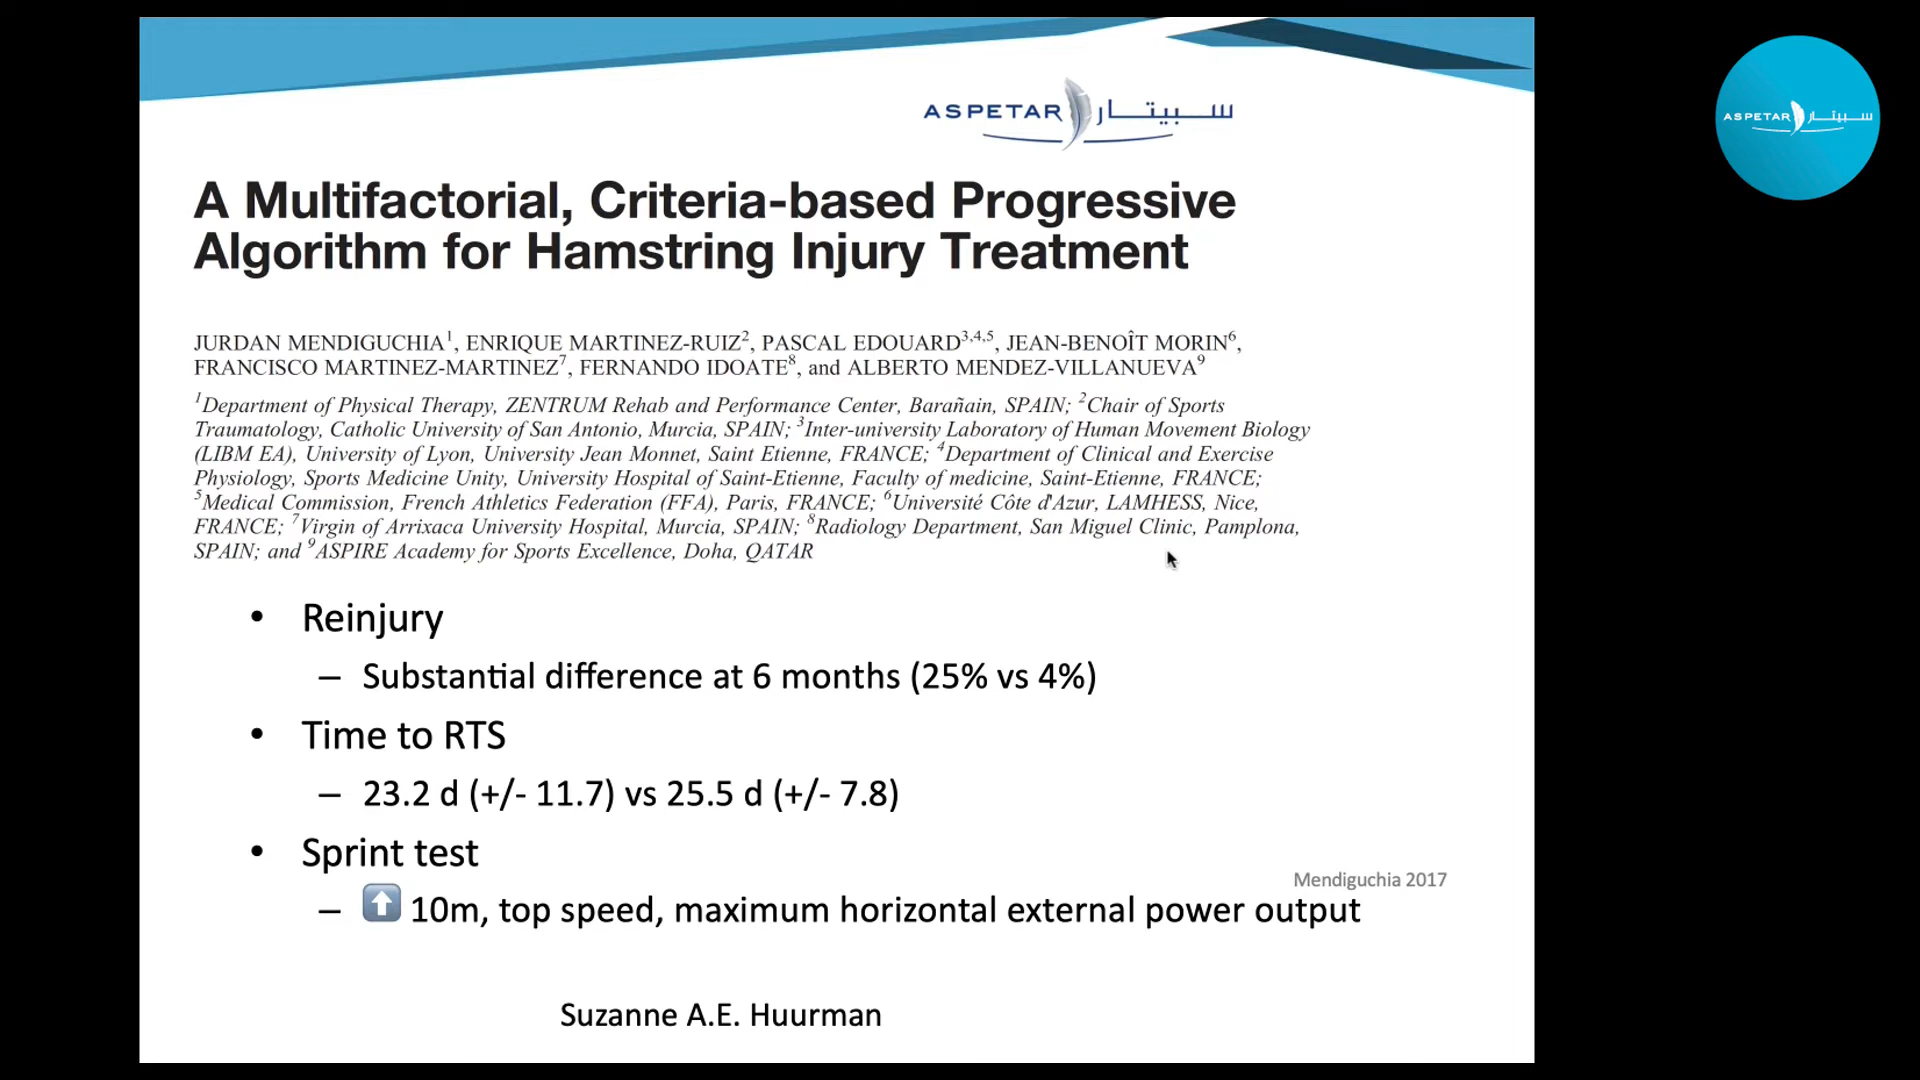 ASPETAR سبيتار
ASPETAR سبيتار
A Multifactorial, Criteria-based Progressive
Algorithm for Hamstring Injury Treatment
JURDAN MENDIGUCHIA1, ENRIQUE MARTINEZ-RUIZ2, PASCAL EDOUARD3,4,5, JEAN-BENOÎT MORIN6,
FRANCISCO MARTINEZ-MARTINEZ7, FERNANDO IDOATE8, and ALBERTO MENDEZ-VILLANUEVA9
1Department of Physical Therapy, ZENTRUM Rehab and Performance Center, Barañain, SPAIN; 2Chair of Sports
Traumatology, Catholic University of San Antonio, Murcia, SPAIN; 3Inter-university Laboratory of Human Movement Biology
(LIBM EA), University of Lyon, University Jean Monnet, Saint Etienne, FRANCE; 4Department of Clinical and Exercise
Physiology, Sports Medicine Unity, University Hospital of Saint-Etienne, Faculty of medicine, Saint-Etienne, FRANCE;
5Medical Commission, French Athletics Federation (FFA), Paris, FRANCE; 6Université Côte d'Azur, LAMHESS, Nice,
FRANCE; 7Virgin of Arrixaca University Hospital, Murcia, SPAIN; 8Radiology Department, San Miguel Clinic, Pamplona,
SPAIN; and 9ASPIRE Academy for Sports Excellence, Doha, QATAR
• Reinjury
– Substantial difference at 6 months (25% vs 4%)
• Time to RTS
– 23.2 d (+/- 11.7) vs 25.5 d (+/- 7.8)
• Sprint test
Mendiguchia 2017
– ⬆ 10m, top speed, maximum horizontal external power output
Suzanne A.E. Huurman